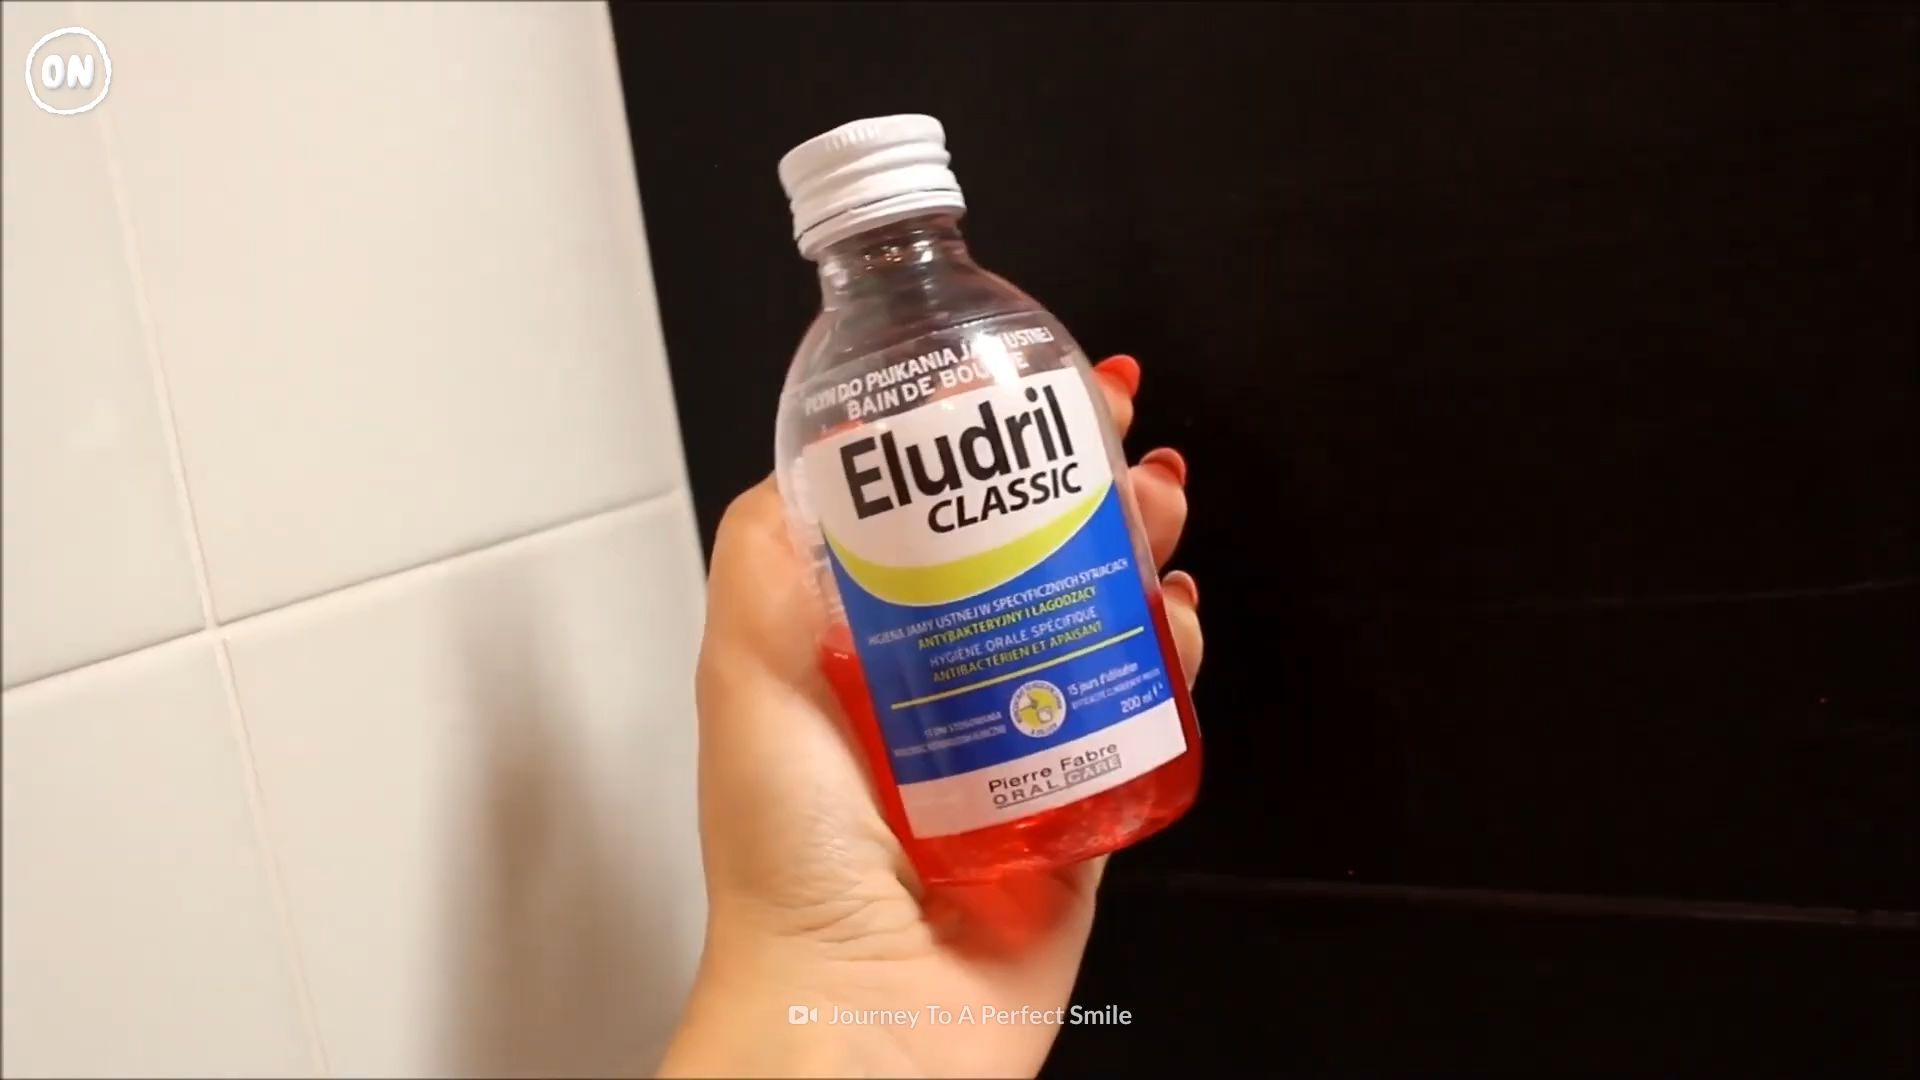 ON
PŁYN DO PŁUKANIA JAMY USTNEJ
BAIN DE BOUCHE
Eludril
CLASSIC
HIGIENA JAMY USTNEJ W SPECYFICZNYCH SYTUACJACH
ANTYBAKTERYJNY I ŁAGODZĄCY
HYGIÈNE ORALE SPÉCIFIQUE
ANTIBACTÉRIEN ET APAISANT
15 jours d'utilisation
200 ml
Pierre Fabre
ORAL CARE
Journey To A Perfect Smile